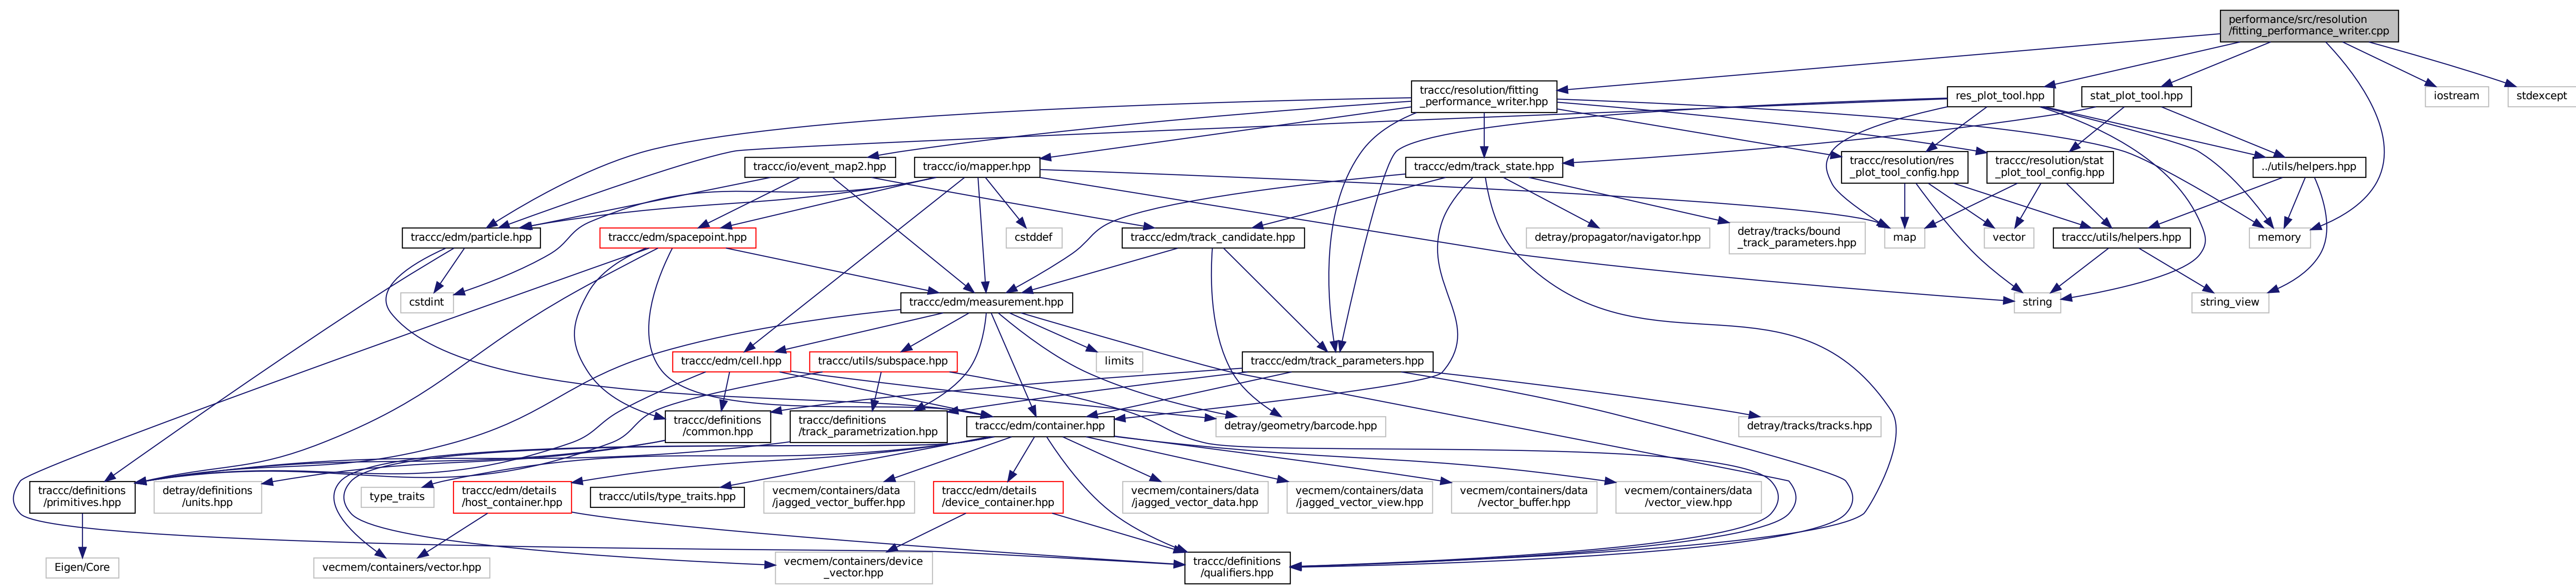 performance/src/resolution
/fitting_performance_writer.cpp
traccc/resolution/fitting
_performance_writer.hpp
res_plot_tool.hpp
stat_plot_tool.hpp
iostream
stdexcept
traccc/io/event_map2.hpp
traccc/io/mapper.hpp
traccc/edm/track_state.hpp
traccc/resolution/res
_plot_tool_config.hpp
traccc/resolution/stat
_plot_tool_config.hpp
../utils/helpers.hpp
traccc/edm/particle.hpp
traccc/edm/spacepoint.hpp
cstddef
traccc/edm/track_candidate.hpp
detray/propagator/navigator.hpp
detray/tracks/bound
_track_parameters.hpp
map
vector
traccc/utils/helpers.hpp
memory
cstdint
traccc/edm/measurement.hpp
string
string_view
traccc/edm/cell.hpp
traccc/utils/subspace.hpp
limits
traccc/edm/track_parameters.hpp
traccc/definitions
/common.hpp
traccc/definitions
/track_parametrization.hpp
traccc/edm/container.hpp
detray/geometry/barcode.hpp
detray/tracks/tracks.hpp
traccc/definitions
/primitives.hpp
detray/definitions
/units.hpp
type_traits
traccc/edm/details
/host_container.hpp
traccc/utils/type_traits.hpp
vecmem/containers/data
/jagged_vector_buffer.hpp
traccc/edm/details
/device_container.hpp
vecmem/containers/data
/jagged_vector_data.hpp
vecmem/containers/data
/jagged_vector_view.hpp
vecmem/containers/data
/vector_buffer.hpp
vecmem/containers/data
/vector_view.hpp
Eigen/Core
vecmem/containers/vector.hpp
vecmem/containers/device
_vector.hpp
traccc/definitions
/qualifiers.hpp